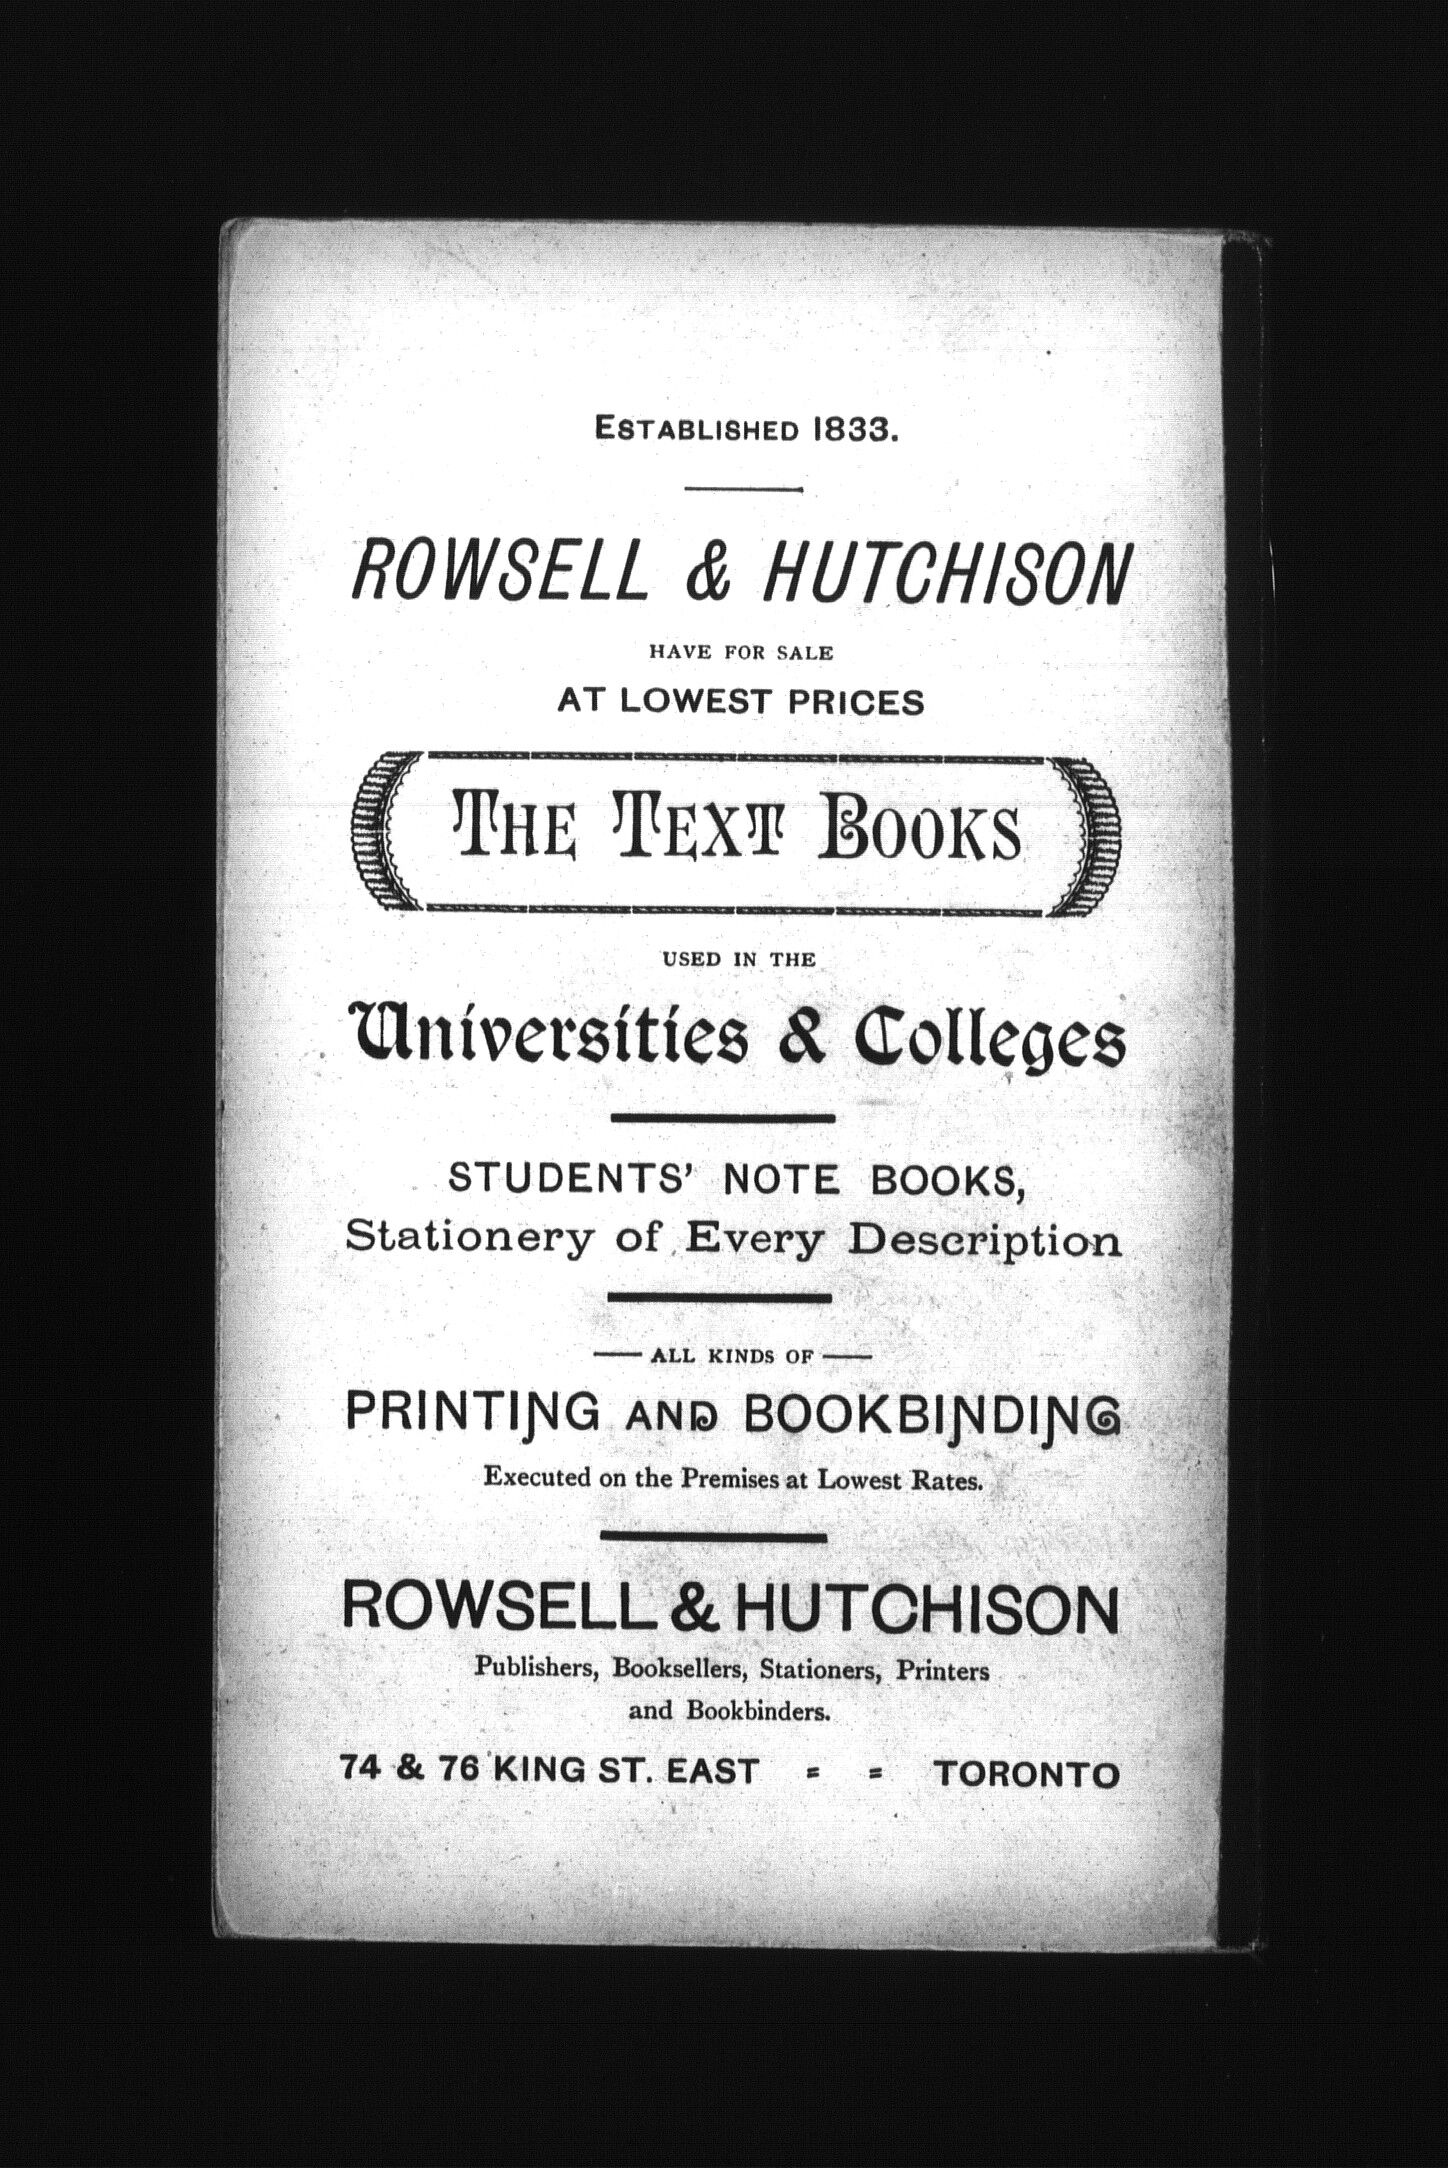 ESTABLISHED 1833.
ROWSELL & HUTCHISON
HAVE FOR SALE
AT LOWEST PRICES
THE TEXT BOOKS
USED IN THE
Universities & Colleges
STUDENTS' NOTE BOOKS,
Stationery of Every Description
—ALL KINDS OF—
PRINTING AND BOOKBINDING
Executed on the Premises at Lowest Rates.
ROWSELL & HUTCHISON
Publishers, Booksellers, Stationers, Printers
and Bookbinders.
74 & 76 KING ST. EAST = = TORONTO